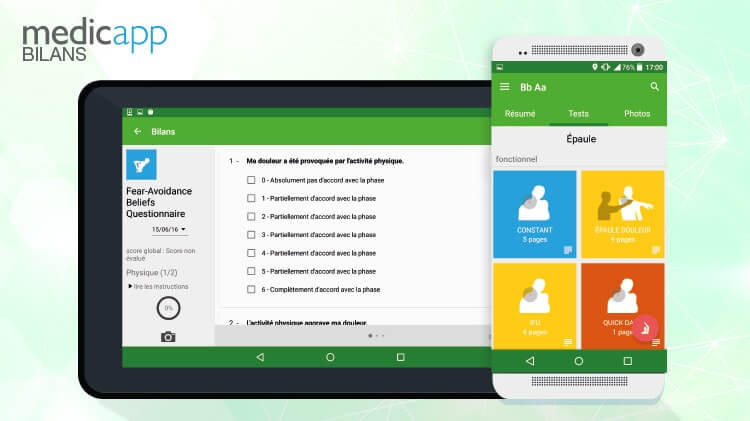 medicapp
BILANS
Bilans
Fear-Avoidance
Beliefs
Questionnaire
15/06/16
score global : Score non
évalué
Physique (1/2)
lire les instructions
0%
1 - Ma douleur a été provoquée par l'activité physique.
0 - Absolument pas d'accord avec la phase
1 - Partiellement d'accord avec la phase
2 - Partiellement d'accord avec la phase
3 - Partiellement d'accord avec la phase
4 - Partiellement d'accord avec la phase
5 - Partiellement d'accord avec la phase
6 - Complètement d'accord avec la phase
2 - L'activité physique aggrave ma douleur.
76% 17:00
Bb Aa
Résumé Tests Photos
Épaule
fonctionnel
CONSTANT
5 pages
ÉPAULE DOULEUR
9 pages
4 pages
QUICK
1 page